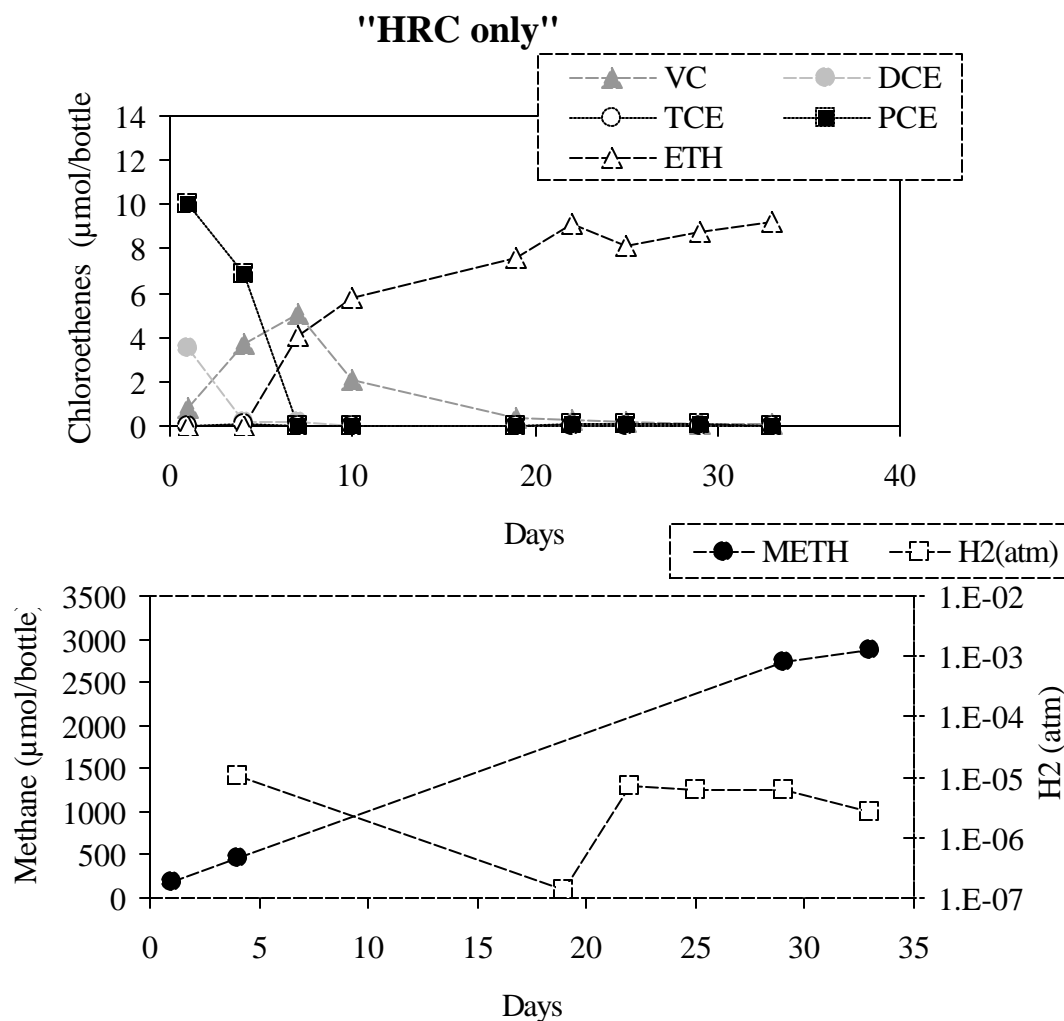 "HRC only"
VC DCE
TCE PCE
ETH
Chloroethenes (µmol/bottle
14
12
10
8
6
4
2
0
0 10 20 30 40
Days
METH H2(atm)
Methane (µmol/bottle)
3500
3000
2500
2000
1500
1000
500
0
1.E-02
1.E-03
1.E-04
1.E-05
1.E-06
1.E-07
H2 (atm)
0 5 10 15 20 25 30 35
Days